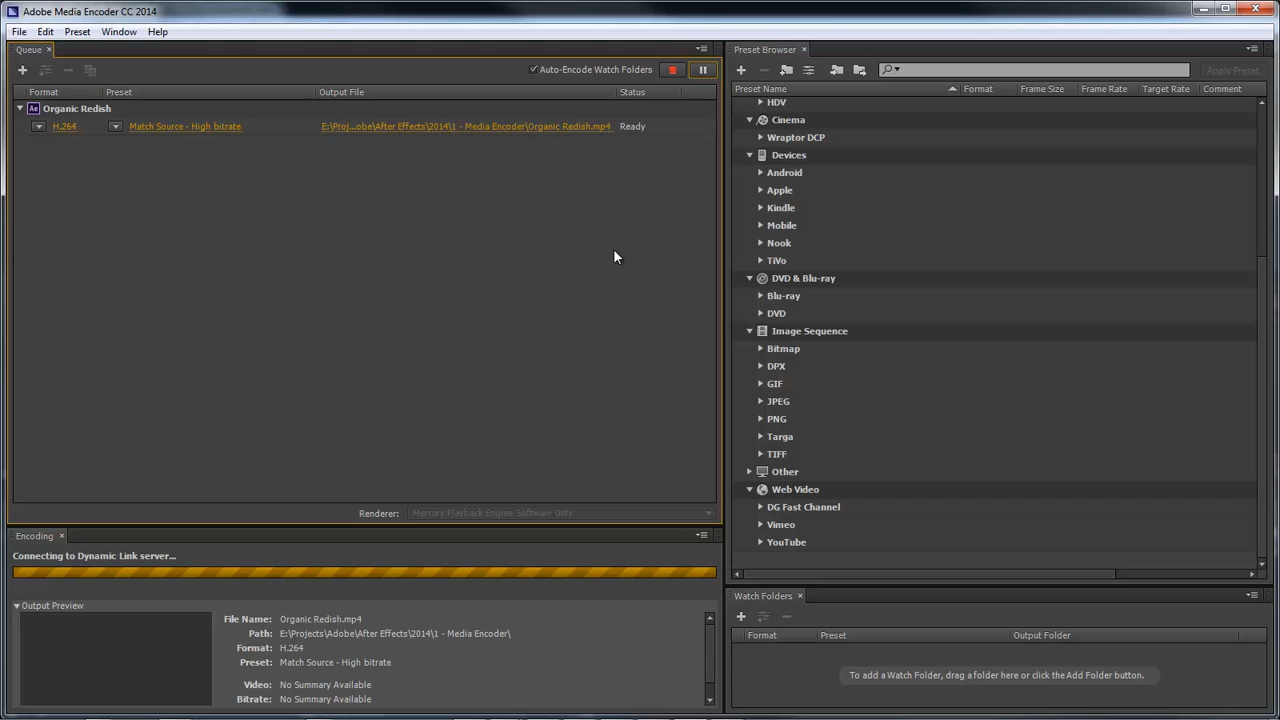 Adobe Media Encoder CC 2014
File Edit Preset Window Help
Queue ×
Auto-Encode Watch Folders
Format Preset Output File Status
Ae Organic Redish
H.264 Match Source - High bitrate E:\Proj...obe\After Effects\2014\1 - Media Encoder\Organic Redish.mp4 Ready
Renderer: Mercury Playback Engine Software Only
Encoding ×
Connecting to Dynamic Link server...
Output Preview
File Name: Organic Redish.mp4
Path: E:\Projects\Adobe\After Effects\2014\1 - Media Encoder\
Format: H.264
Preset: Match Source - High bitrate
Video: No Summary Available
Bitrate: No Summary Available
Preset Browser ×
Apply Preset
Preset Name Format Frame Size Frame Rate Target Rate Comment
HDV
Cinema
Wraptor DCP
Devices
Android
Apple
Kindle
Mobile
Nook
TiVo
DVD & Blu-ray
Blu-ray
DVD
Image Sequence
Bitmap
DPX
GIF
JPEG
PNG
Targa
TIFF
Other
Web Video
DG Fast Channel
Vimeo
YouTube
Watch Folders ×
Format Preset Output Folder
To add a Watch Folder, drag a folder here or click the Add Folder button.